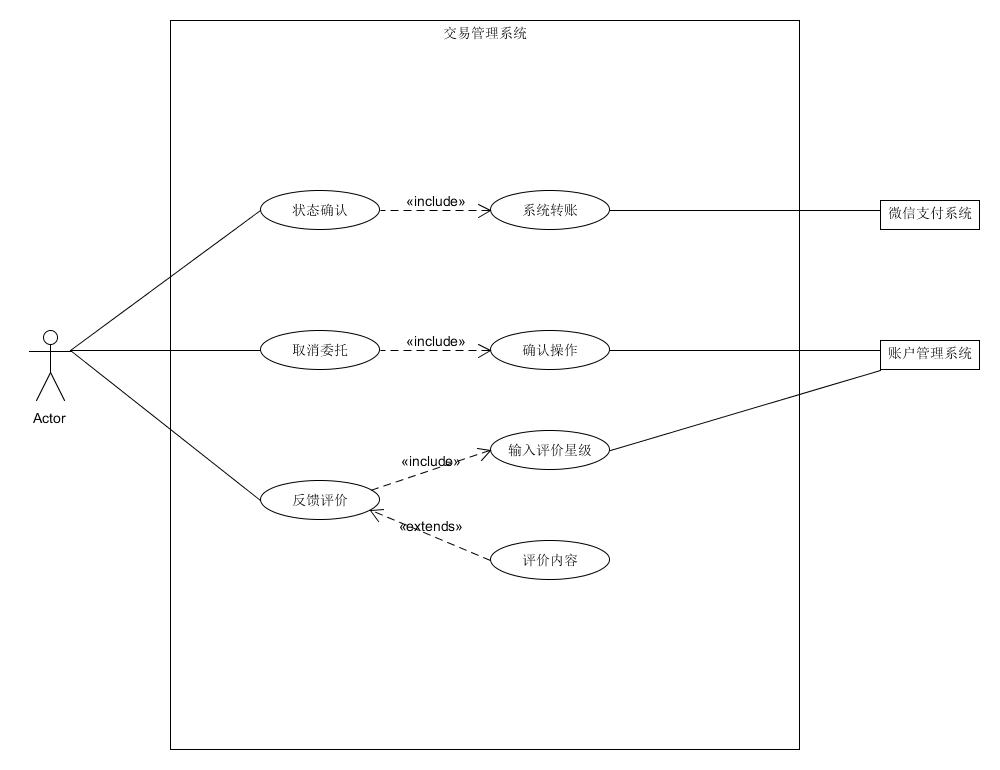 交易管理系统
状态确认
«include»
系统转账
微信支付系统
取消委托
«include»
确认操作
账户管理系统
Actor
«include»
输入评价星级
反馈评价
«extends»
评价内容